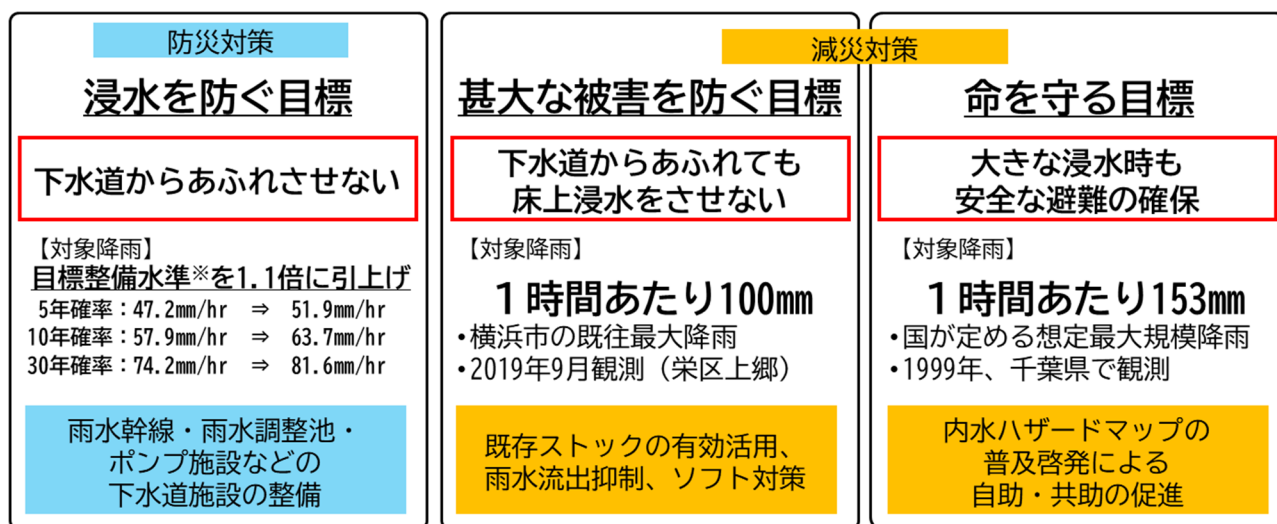 防災対策
浸水を防ぐ目標
下水道からあふれさせない
【対象降雨】
目標整備水準※を1.1倍に引上げ
5年確率：47.2mm/hr ⇒ 51.9mm/hr
10年確率：57.9mm/hr ⇒ 63.7mm/hr
30年確率：74.2mm/hr ⇒ 81.6mm/hr
雨水幹線・雨水調整池・
ポンプ施設などの
下水道施設の整備
減災対策
甚大な被害を防ぐ目標
下水道からあふれても
床上浸水をさせない
【対象降雨】
１時間あたり100㎜
•横浜市の既往最大降雨
•2019年9月観測（栄区上郷）
既存ストックの有効活用、
雨水流出抑制、ソフト対策
命を守る目標
大きな浸水時も
安全な避難の確保
【対象降雨】
１時間あたり153㎜
•国が定める想定最大規模降雨
•1999年、千葉県で観測
内水ハザードマップの
普及啓発による
自助・共助の促進